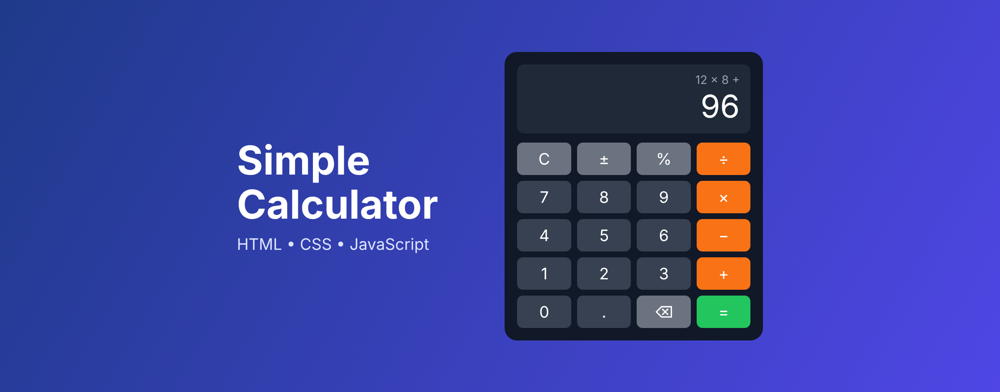 Simple
Calculator
HTML • CSS • JavaScript
12 × 8 +
96
C ± % ÷
7 8 9 ×
4 5 6 −
1 2 3 +
0 . ⌫ =